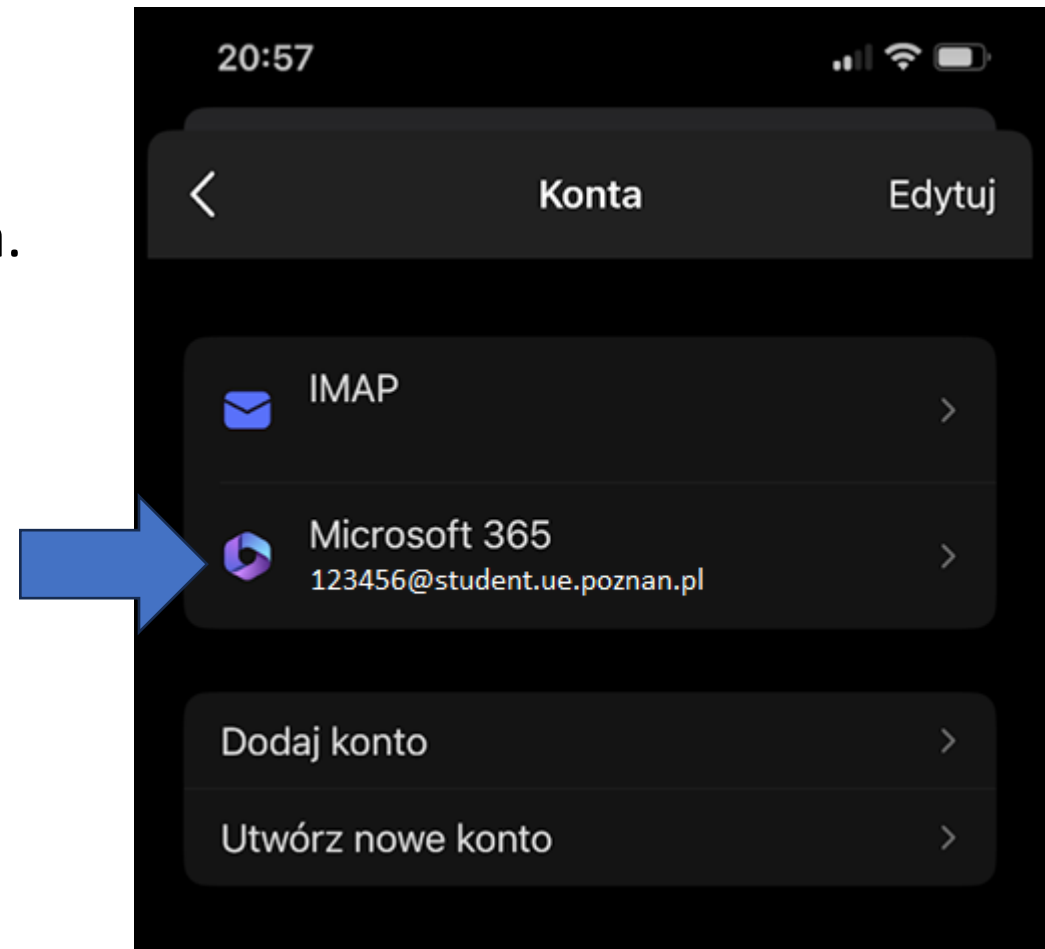 20:57
Konta
Edytuj
.
IMAP
Microsoft 365
123456@student.ue.poznan.pl
Dodaj konto
Utwórz nowe konto